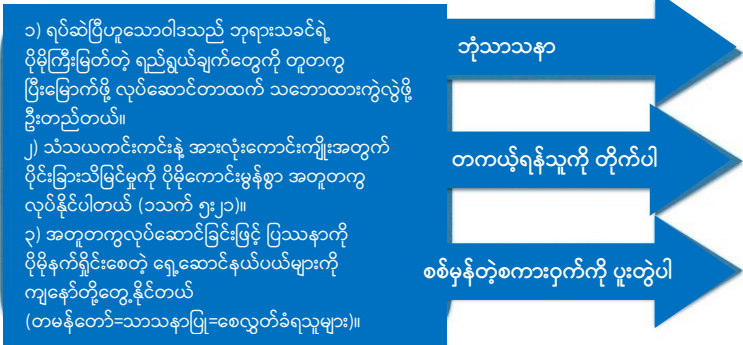 ၁) ရပ်ဆဲပြီဟူသောဝါဒသည် ဘုရားသခင်ရဲ့
ပိုမိုကြီးမြတ်တဲ့ ရည်ရွယ်ချက်တွေကို တူတကွ
ပြီးမြောက်ဖို့ လုပ်ဆောင်တာထက် သဘောထားကွဲလွဲဖို့
ဦးတည်တယ်။
၂) သံသယကင်းကင်းနဲ့ အားလုံးကောင်းကျိုးအတွက်
ပိုင်းခြားသိမြင်မှုကို ပိုမိုကောင်းမွန်စွာ အတူတကွ
လုပ်နိုင်ပါတယ် (၁သက် ၅း၂၁)။
၃) အတူတကွလုပ်ဆောင်ခြင်းဖြင့် ပြဿနာကို
ပိုမိုနက်ရှိုင်းစေတဲ့ ရှေ့ဆောင်နယ်ပယ်များကို
ကျနော်တို့တွေ့နိုင်တယ်
(တမန်တော်=သာသနာပြု=စေလွှတ်ခံရသူများ)။
ဘုံသာသနာ
တကယ့်ရန်သူကို တိုက်ပါ
စစ်မှန်တဲ့စကားဝှက်ကို ပူးတွဲပါ